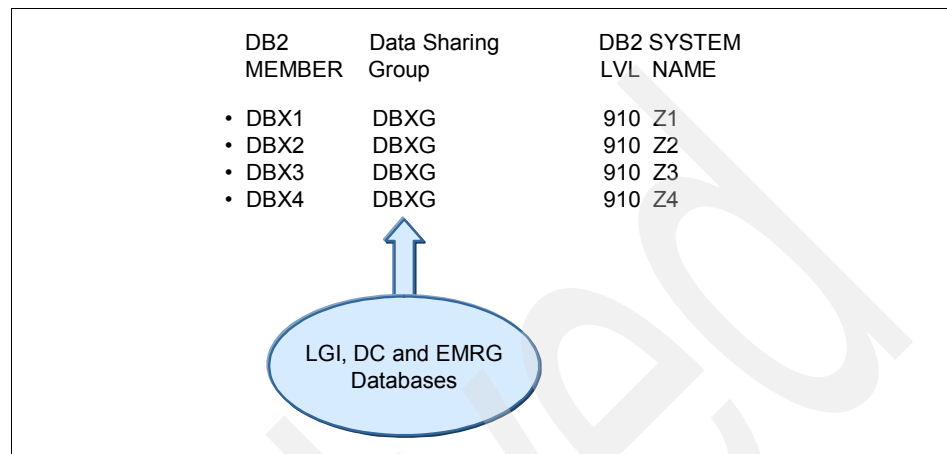 DB2 Data Sharing DB2 SYSTEM
MEMBER Group LVL NAME
• DBX1 DBXG 910 Z1
• DBX2 DBXG 910 Z2
• DBX3 DBXG 910 Z3
• DBX4 DBXG 910 Z4
LGI, DC and EMRG
Databases